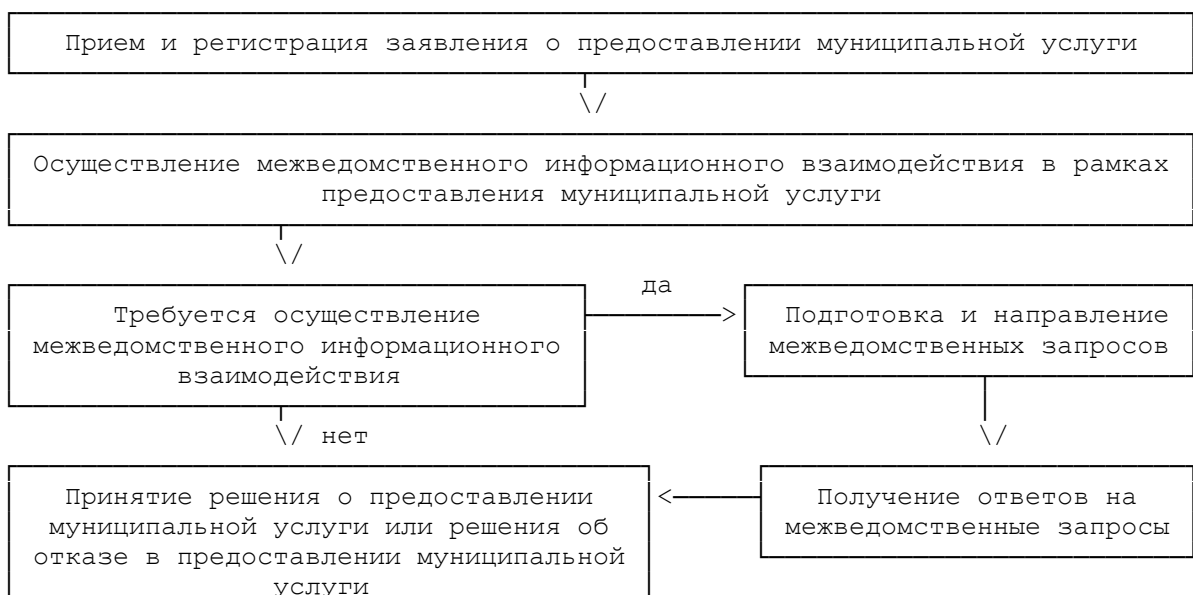 Прием и регистрация заявления о предоставлении муниципальной услуги
Осуществление межведомственного информационного взаимодействия в рамках
предоставления муниципальной услуги
да
Требуется осуществление
межведомственного информационного
взаимодействия
Подготовка и направление
межведомственных запросов
нет
Принятие решения о предоставлении
муниципальной услуги или решения об
отказе в предоставлении муниципальной
услуги
Получение ответов на
межведомственные запросы